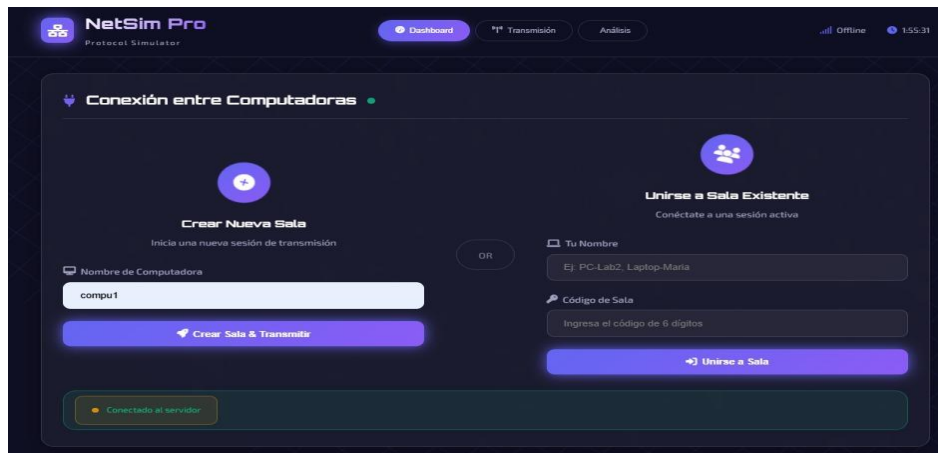 NetSim Pro
Protocol Simulator
Dashboard
Transmisión
Análisis
Offline
1:55:31
Conexión entre Computadoras
Crear Nueva Sala
Inicia una nueva sesión de transmisión
Nombre de Computadora
compu1
Crear Sala & Transmitir
OR
Unirse a Sala Existente
Conéctate a una sesión activa
Tu Nombre
Ej: PC-Lab2, Laptop-Maria
Código de Sala
Ingresa el código de 6 dígitos
Unirse a Sala
Conectado al servidor